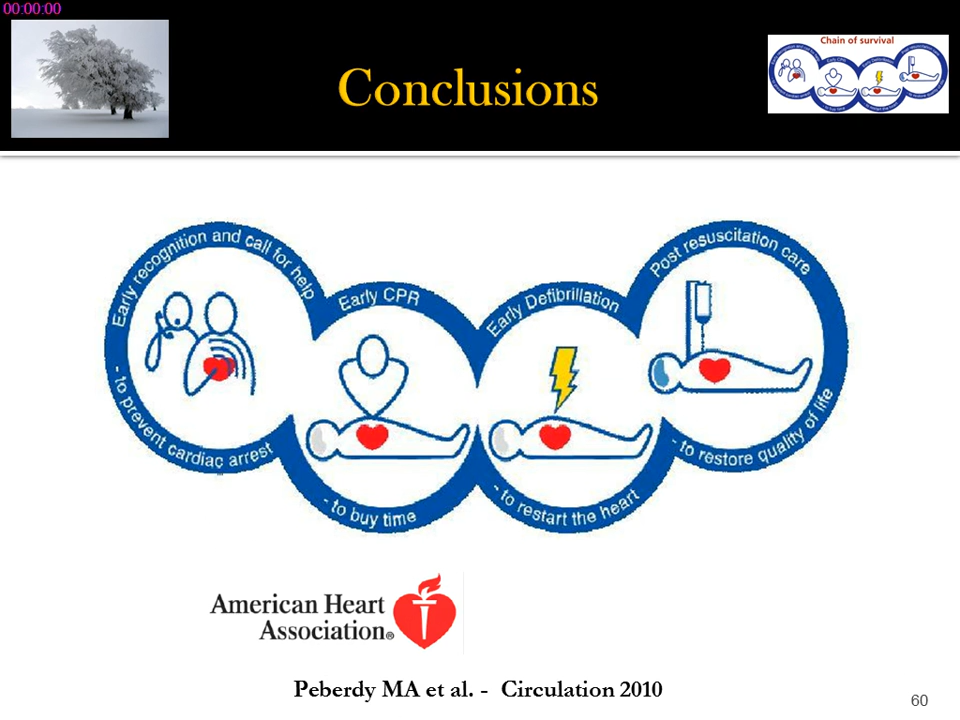 00:00:00
Conclusions
Chain of survival
Early recognition and call for help
- to prevent cardiac arrest
Early CPR
- to buy time
Early Defibrillation
- to restart the heart
Post resuscitation care
- to restore quality of life
American Heart
Association®
Peberdy MA et al. - Circulation 2010
60